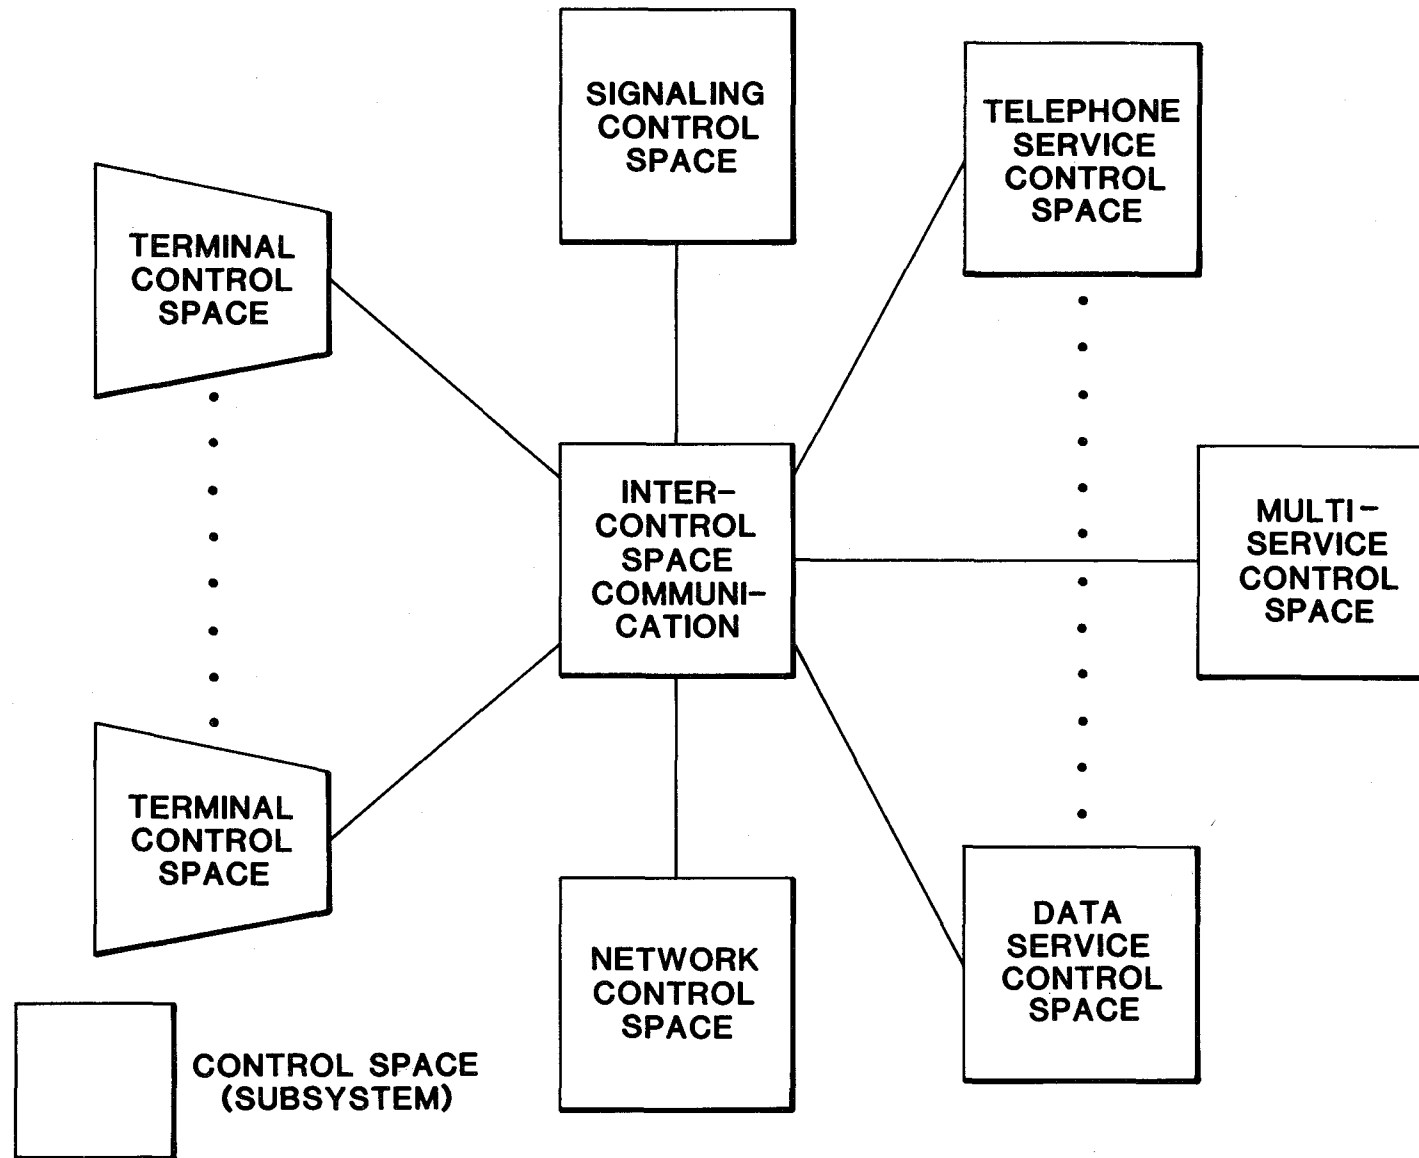 SIGNALING
CONTROL
SPACE
TELEPHONE
SERVICE
CONTROL
SPACE
TERMINAL
CONTROL
SPACE
INTER-
CONTROL
SPACE
COMMUNI-
CATION
MULTI-
SERVICE
CONTROL
SPACE
TERMINAL
CONTROL
SPACE
NETWORK
CONTROL
SPACE
DATA
SERVICE
CONTROL
SPACE
CONTROL SPACE
(SUBSYSTEM)